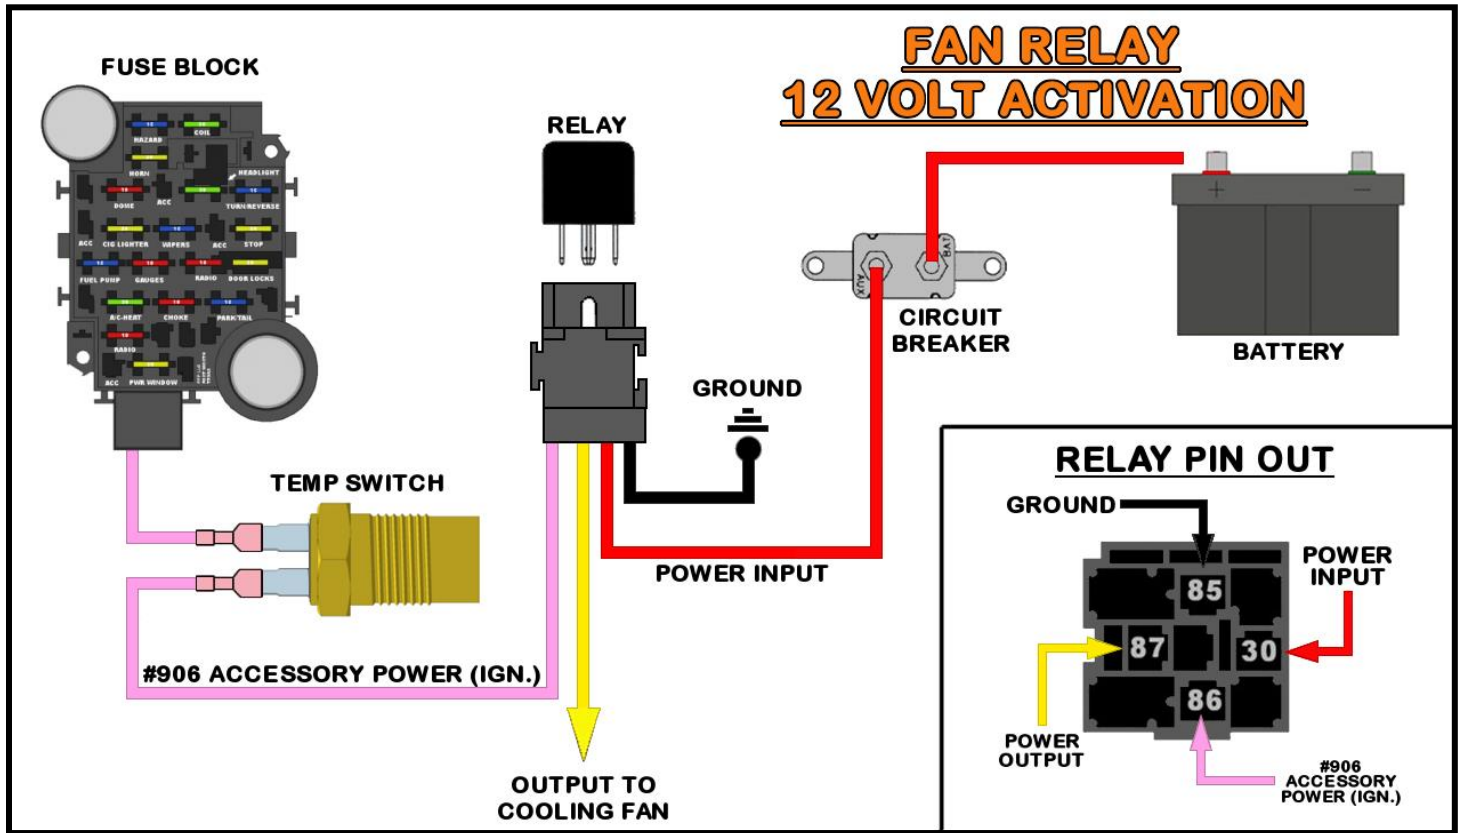 FAN RELAY
12 VOLT ACTIVATION
FUSE BLOCK
HAZARD
COIL
HORN
HEADLIGHT
DOME
ACC
TURN/REVERSE
ACC
CIG LIGHTER
WIPERS
ACC
STOP
FUEL PUMP
GAUGES
RADIO
DOOR LOCKS
A/C-HEAT
CHOKE
PARK/TAIL
RADIO
ACC
PWR WINDOW
RELAY
BAT
AUX
CIRCUIT
BREAKER
+
-
BATTERY
GROUND
TEMP SWITCH
POWER INPUT
#906 ACCESSORY POWER (IGN.)
OUTPUT TO
COOLING FAN
RELAY PIN OUT
GROUND
POWER
INPUT
85
87
30
86
POWER
OUTPUT
#906
ACCESSORY
POWER (IGN.)